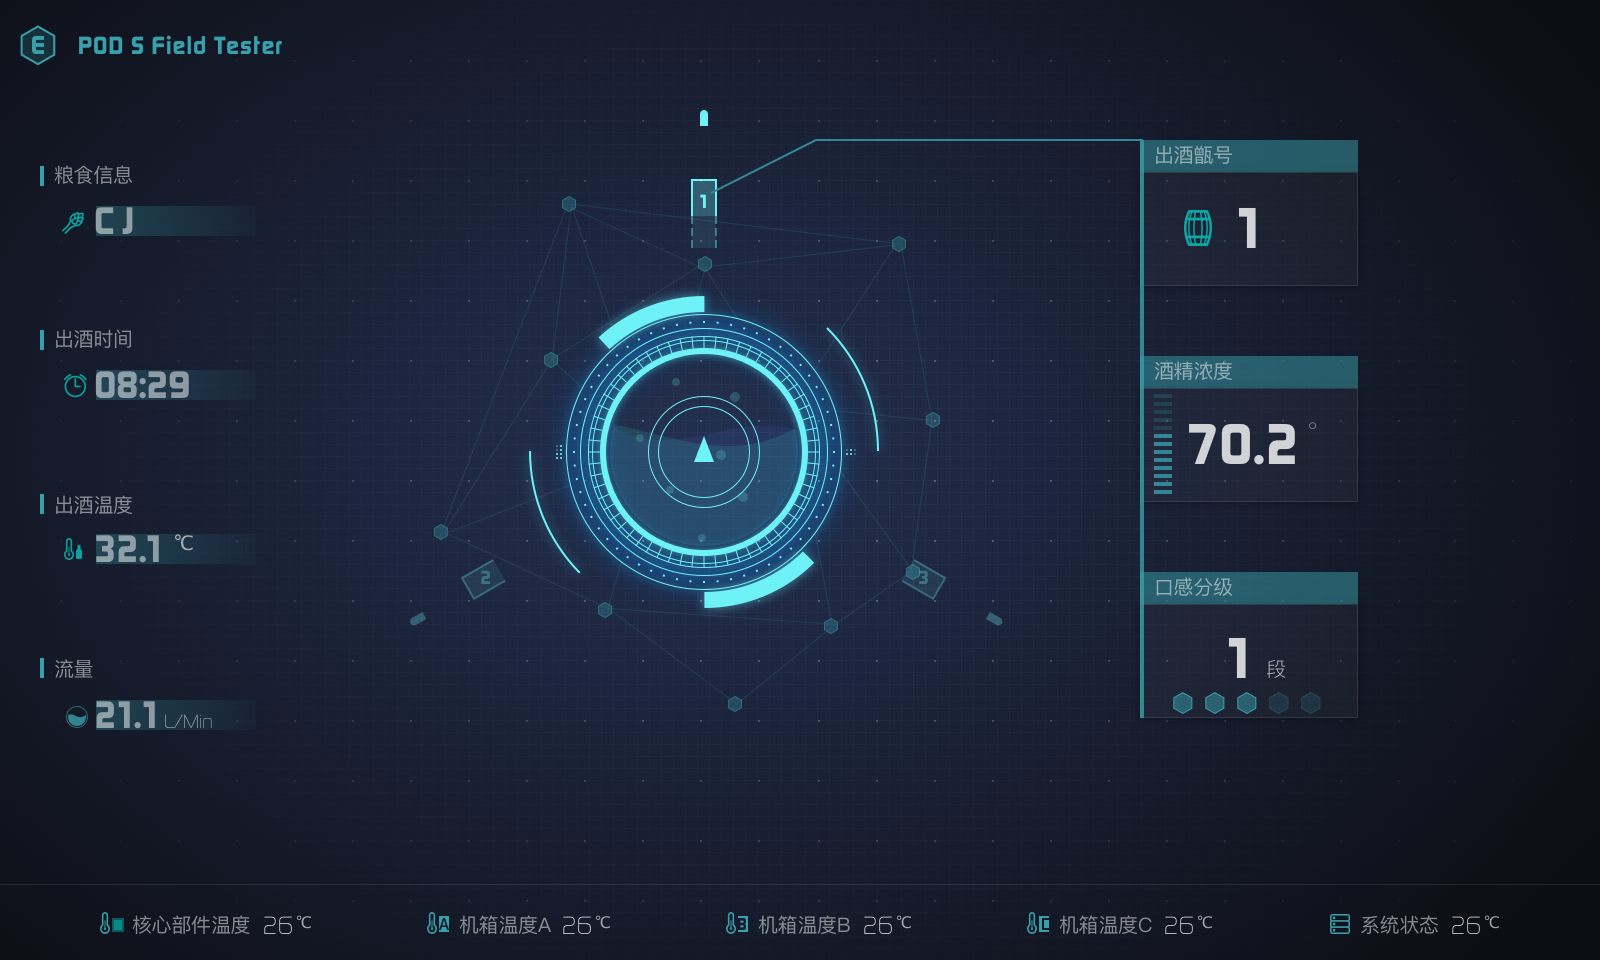 E POD S Field Tester
粮食信息
CJ
出酒时间
08:29
出酒温度
32.1 ℃
流量
21.1 L/Min
1
2
3
出酒甑号
1
酒精浓度
70.2 °
口感分级
1 段
核心部件温度 26℃
A 机箱温度A 26℃
B 机箱温度B 26℃
C 机箱温度C 26℃
系统状态 26℃